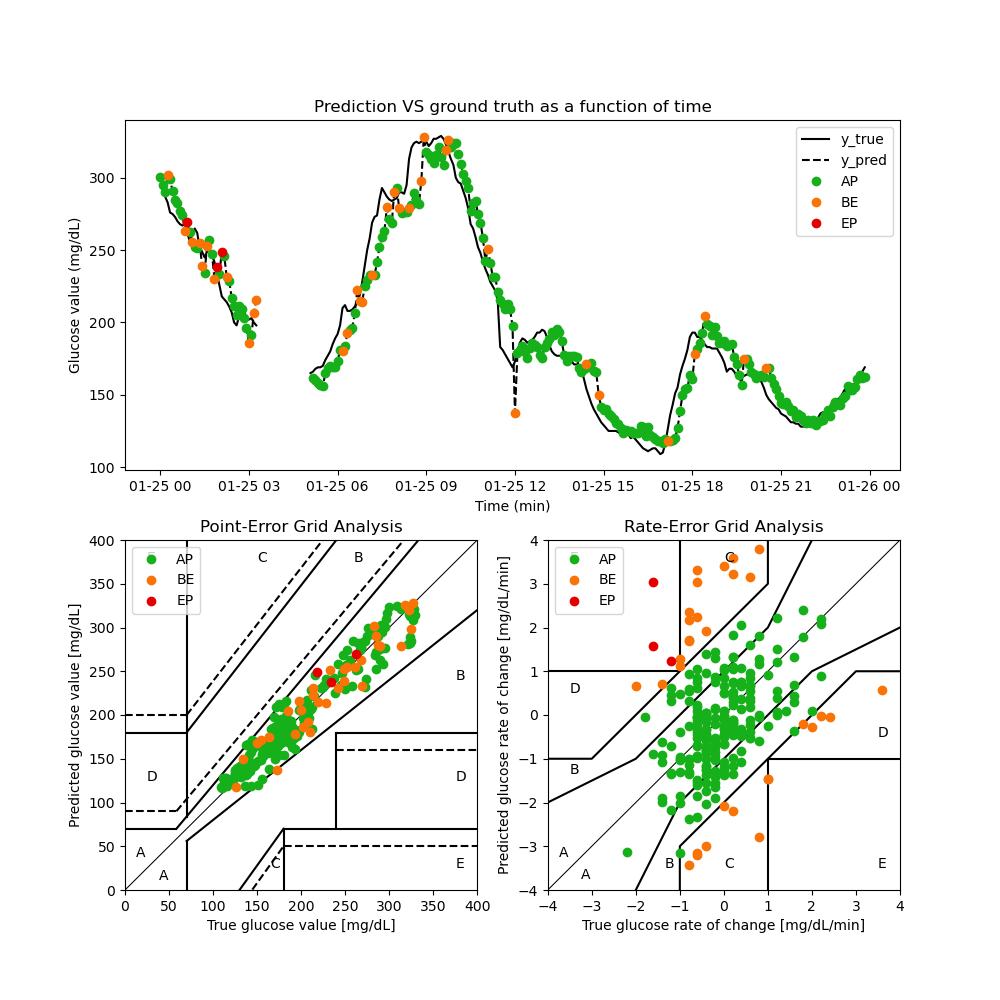 Prediction VS ground truth as a function of time
Glucose value (mg/dL)
300
250
200
150
100
y_true
y_pred
AP
BE
EP
01-25 00 01-25 03 01-25 06 01-25 09 01-25 12 01-25 15 01-25 18 01-25 21 01-26 00
Time (min)
Point-Error Grid Analysis
Predicted glucose value [mg/dL]
400
350
300
250
200
150
100
50
0
AP
BE
EP
C
B
B
D
D
A
A
C
E
0 50 100 150 200 250 300 350 400
True glucose value [mg/dL]
Rate-Error Grid Analysis
Predicted glucose rate of change [mg/dL/min]
4
3
2
1
0
−1
−2
−3
−4
AP
BE
EP
C
D
D
B
A
A
B
C
E
−4 −3 −2 −1 0 1 2 3 4
True glucose rate of change [mg/dL/min]